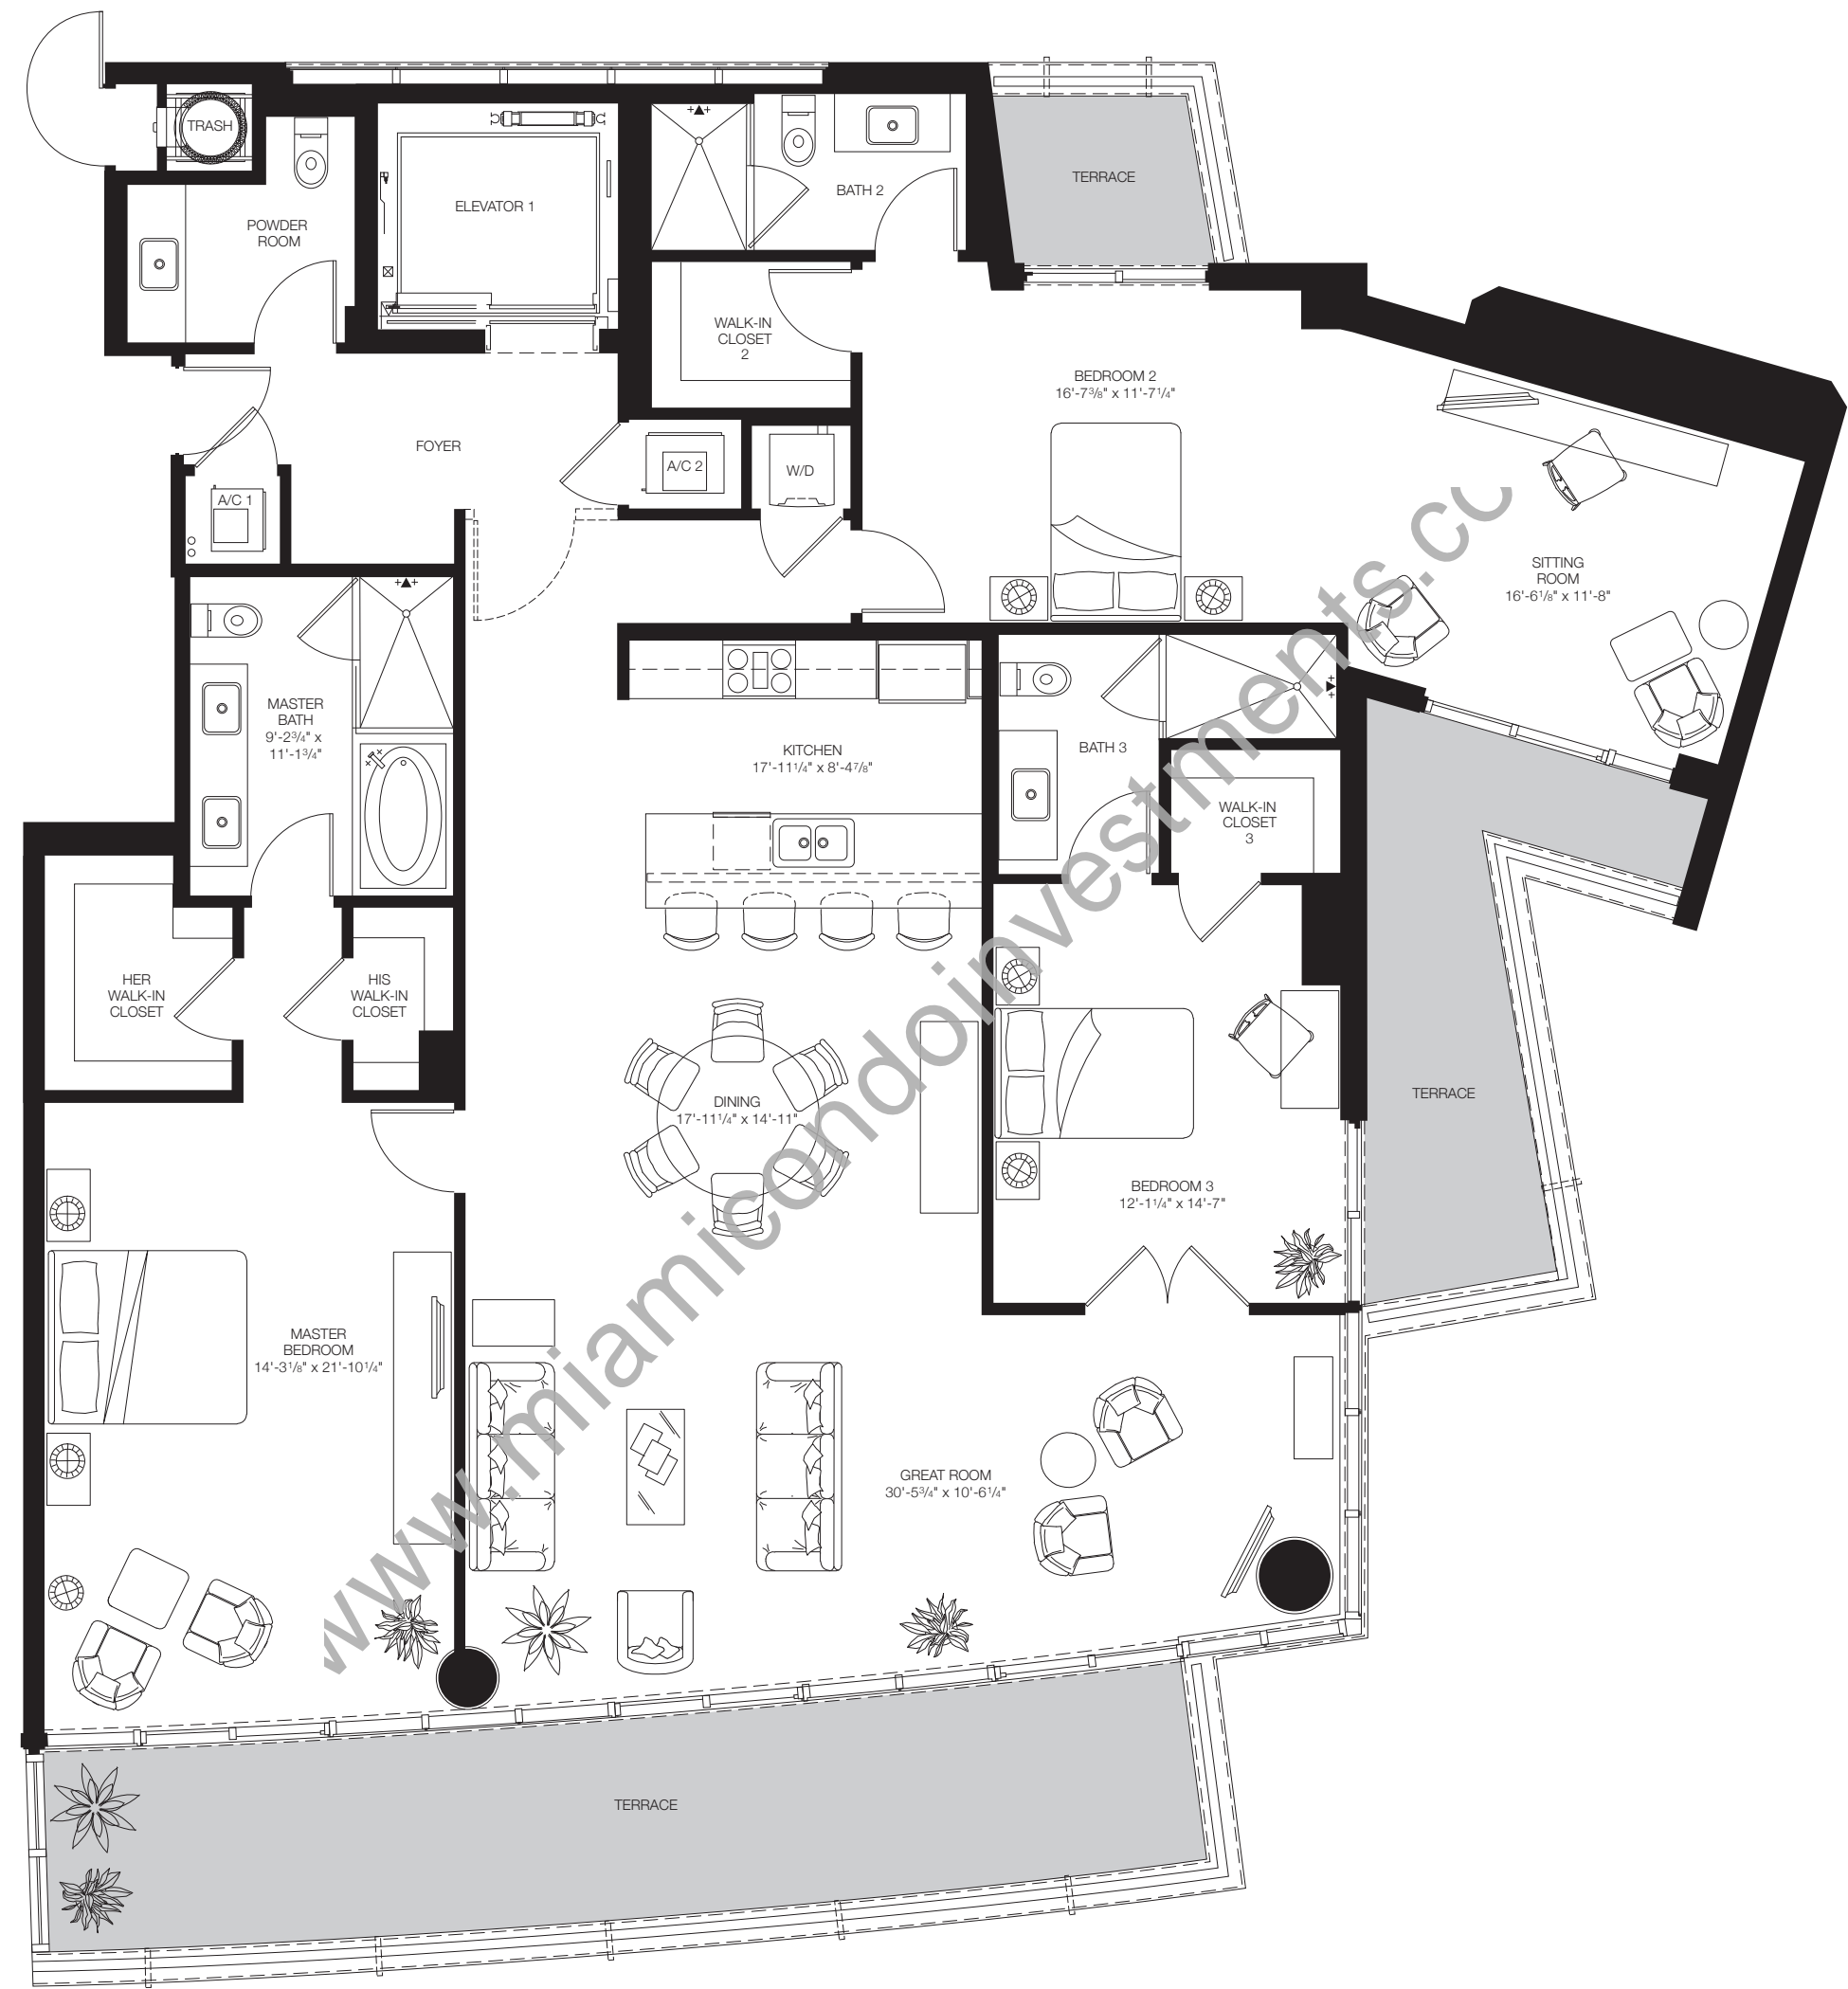 TRASH
POWDER
ROOM
ELEVATOR 1
BATH 2
TERRACE
WALK-IN
CLOSET
2
BEDROOM 2
16'-7³/₈" x 11'-7¹/₄"
FOYER
A/C 2
W/D
A/C 1
SITTING
ROOM
16'-6¹/₈" x 11'-8"
MASTER
BATH
9'-2³/₄" x
11'-1³/₄"
KITCHEN
17'-11¹/₄" x 8'-4⁷/₈"
BATH 3
WALK-IN
CLOSET
3
HER
WALK-IN
CLOSET
HIS
WALK-IN
CLOSET
DINING
17'-11¹/₄" x 14'-11"
TERRACE
BEDROOM 3
12'-1¹/₄" x 14'-7"
MASTER
BEDROOM
14'-3¹/₈" x 21'-10¹/₄"
GREAT ROOM
30'-5³/₄" x 10'-6¹/₄"
TERRACE
www.miamicondoinvestments.co